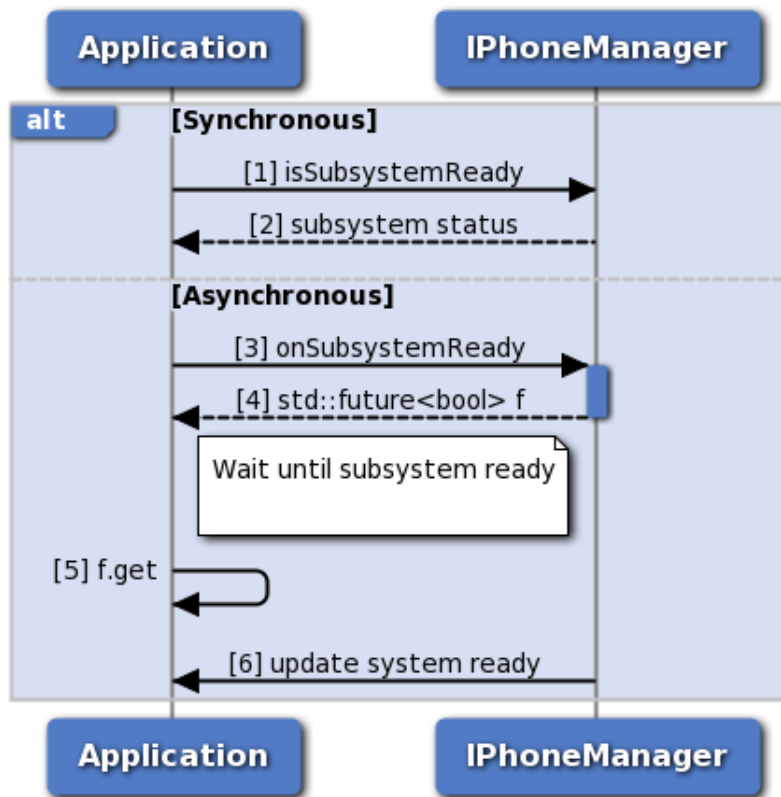 Application
IPhoneManager
alt
[Synchronous]
[1] isSubsystemReady
[2] subsystem status
[Asynchronous]
[3] onSubsystemReady
[4] std::future<bool> f
Wait until subsystem ready
[5] f.get
[6] update system ready
Application
IPhoneManager